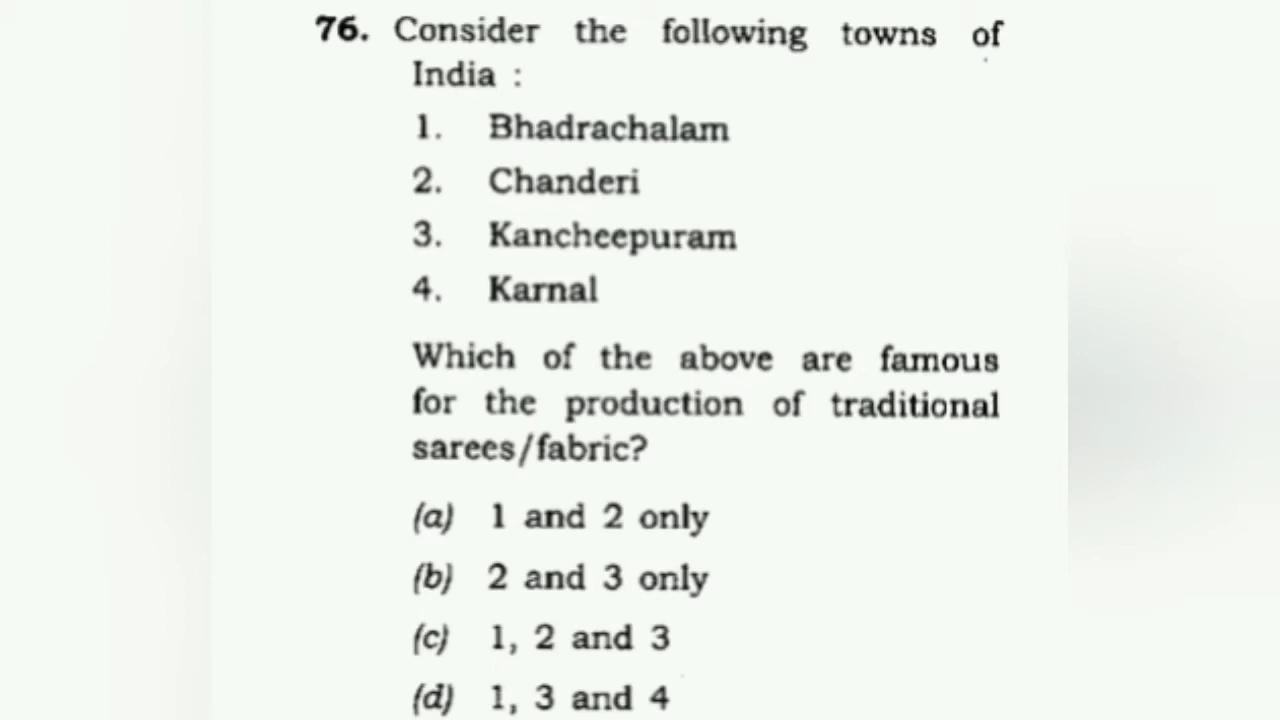 76. Consider the following towns of
India :
1. Bhadrachalam
2. Chanderi
3. Kancheepuram
4. Karnal
Which of the above are famous
for the production of traditional
sarees/fabric?
(a) 1 and 2 only
(b) 2 and 3 only
(c) 1, 2 and 3
(d) 1, 3 and 4